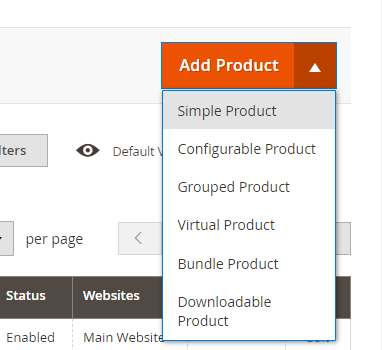 Add Product
Simple Product
lters
Default V
Configurable Product
Grouped Product
Virtual Product
per page
Bundle Product
Status Websites
Downloadable
Product
Enabled Main Website